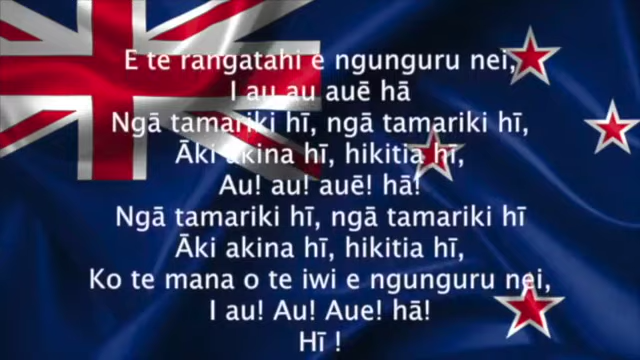 E te rangatahi e ngunguru nei,
I au au auē hā
Ngā tamariki hī, ngā tamariki hī,
Āki akina hī, hikitia hī,
Au! au! auē! hā!
Ngā tamariki hī, ngā tamariki hī
Āki akina hī, hikitia hī,
Ko te mana o te iwi e ngunguru nei,
I au! Au! Aue! hā!
Hī !